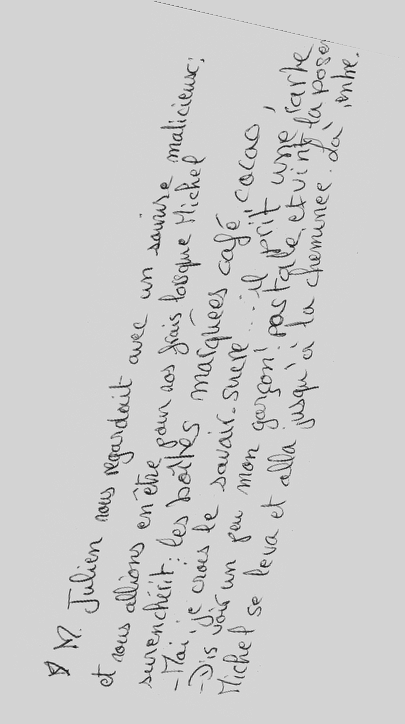 M. Julien nous regardait avec un sourire malicieux;
et nous allions en être pour nos frais lorsque Michel
surenchérit : les boîtes marquées café, cacao,
- Moi, je crois le savoir - sucre... il prit une carte
- Dis voir un peu mon garçon! postale, et vint la poser
Michel se leva et alla jusqu'à la cheminée. Là, entre.